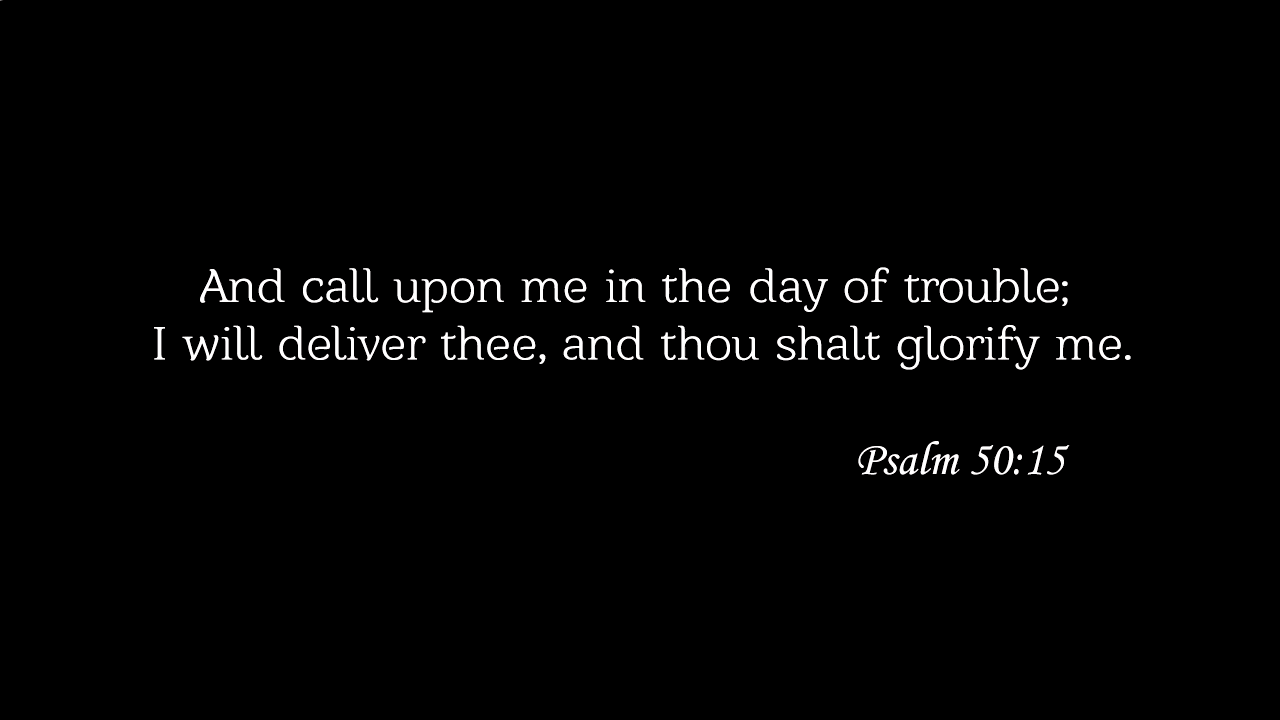 And call upon me in the day of trouble;
I will deliver thee, and thou shalt glorify me.
Psalm 50:15